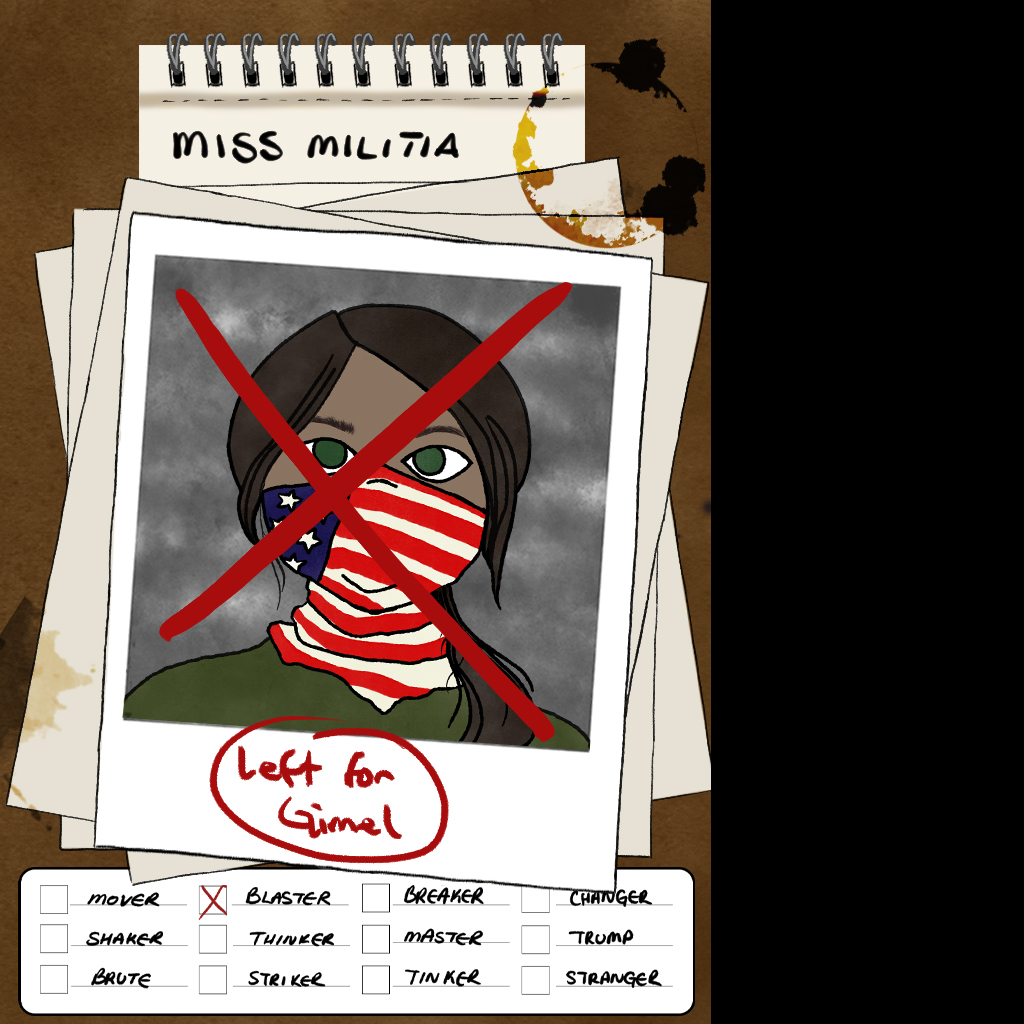 MISS MILITIA
Left for
Gimel
MOVER BLASTER BREAKER CHANGER
SHAKER THINKER MASTER TRUMP
BRUTE STRIKER TINKER STRANGER